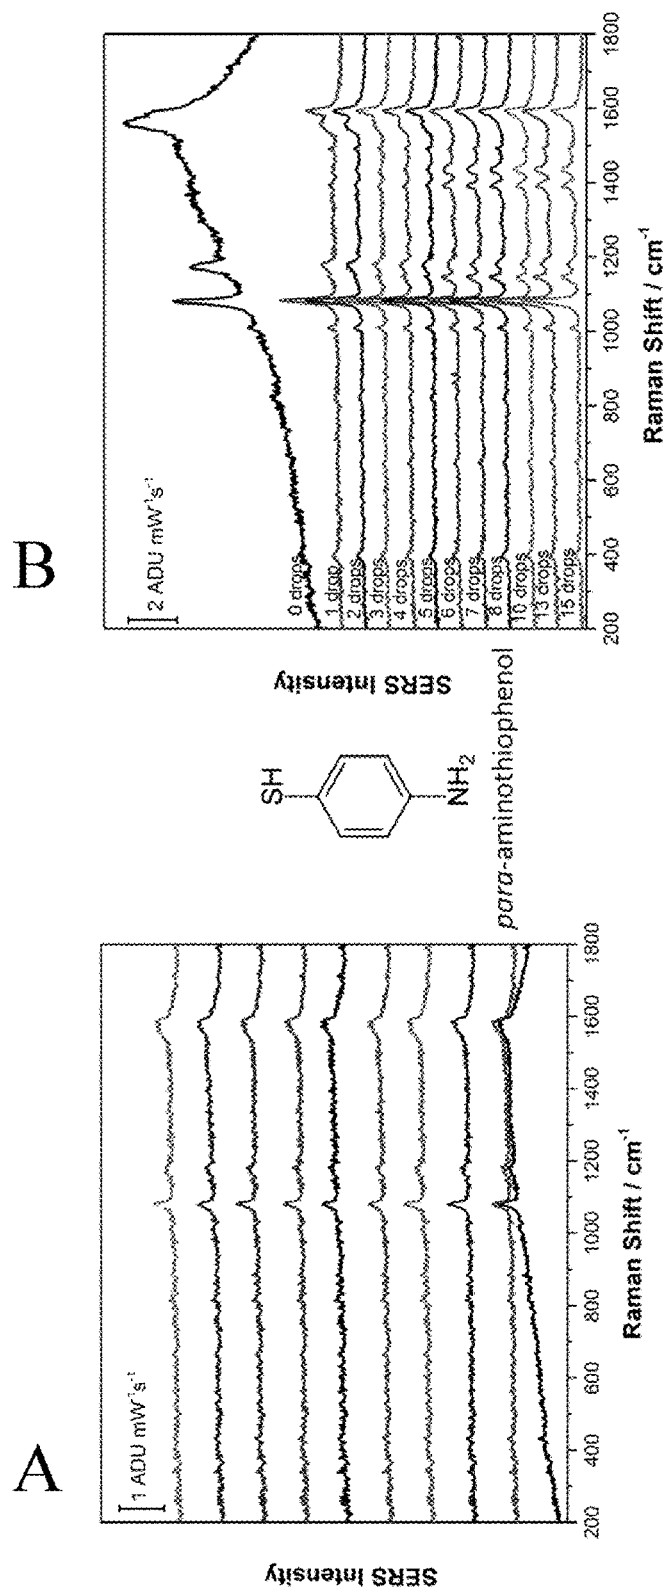 A
1 ADU mW⁻¹s⁻¹
SERS Intensity
200 400 600 800 1000 1200 1400 1600 1800
Raman Shift / cm⁻¹
SH
NH₂
para-aminothiophenol
B
2 ADU mW⁻¹s⁻¹
0 drops
1 drop
2 drops
3 drops
4 drops
5 drops
6 drops
7 drops
8 drops
10 drops
13 drops
15 drops
SERS Intensity
200 400 600 800 1000 1200 1400 1600 1800
Raman Shift / cm⁻¹